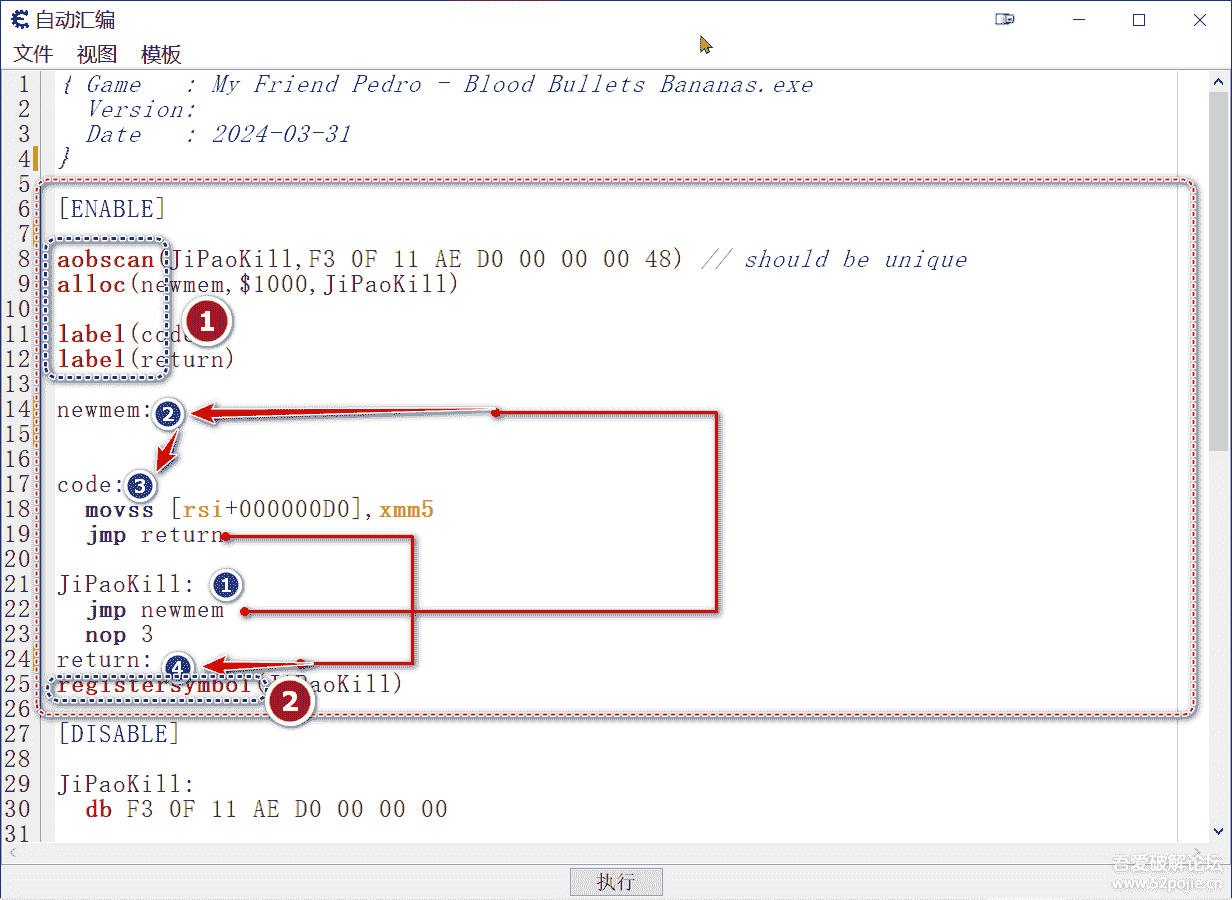 自动汇编
文件 视图 模板
1 { Game : My Friend Pedro - Blood Bullets Bananas.exe
2 Version:
3 Date : 2024-03-31
4 }
5
6 [ENABLE]
7
8 aobscan(JiPaoKill,F3 0F 11 AE D0 00 00 00 48) // should be unique
9 alloc(newmem,$1000,JiPaoKill)
10
1
11 label(code
12 label(return)
13
14 newmem: 2
15
16
17 code: 3
18 movss [rsi+000000D0],xmm5
19 jmp return
20
21 JiPaoKill: 1
22 jmp newmem
23 nop 3
24 return: 4
25 registersymbol(JiPaoKill)
2
26
27 [DISABLE]
28
29 JiPaoKill:
30 db F3 0F 11 AE D0 00 00 00
31
执行
吾爱破解论坛
www.52pojie.cn